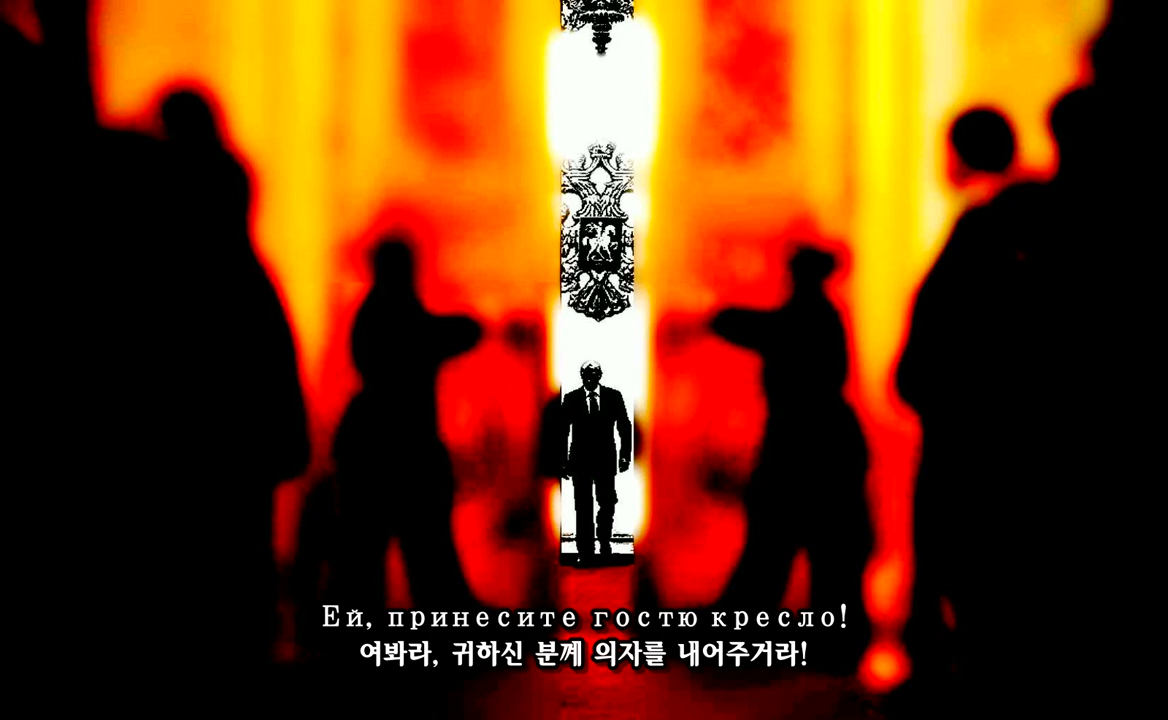 Ей, принесите гостю кресло!
여봐라, 귀하신 분께 의자를 내어주거라!